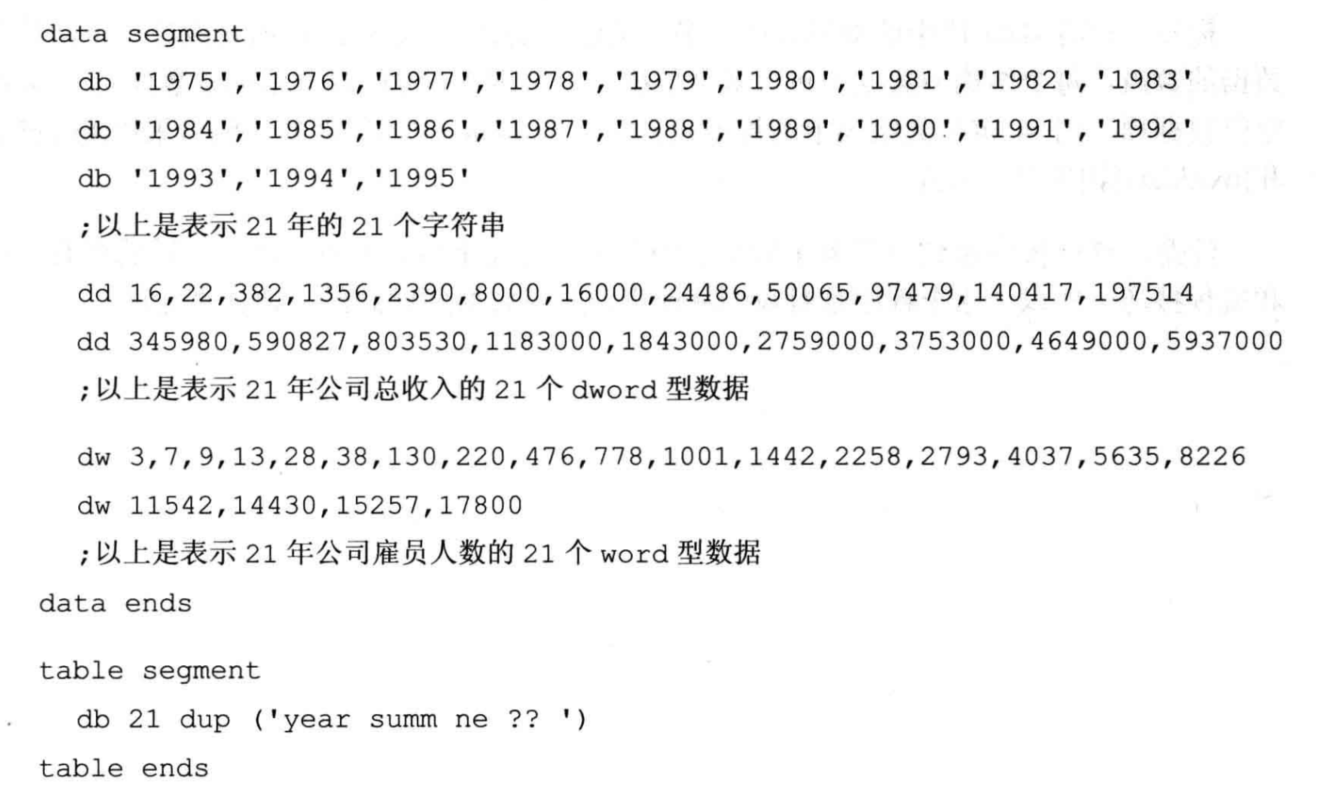 data segment
db '1975','1976','1977','1978','1979','1980','1981','1982','1983'
db '1984','1985','1986','1987','1988','1989','1990','1991','1992'
db '1993','1994','1995'
;以上是表示 21 年的 21 个字符串
dd 16,22,382,1356,2390,8000,16000,24486,50065,97479,140417,197514
dd 345980,590827,803530,1183000,1843000,2759000,3753000,4649000,5937000
;以上是表示 21 年公司总收入的 21 个 dword 型数据
dw 3,7,9,13,28,38,130,220,476,778,1001,1442,2258,2793,4037,5635,8226
dw 11542,14430,15257,17800
;以上是表示 21 年公司雇员人数的 21 个 word 型数据
data ends
table segment
db 21 dup ('year summ ne ?? ')
table ends